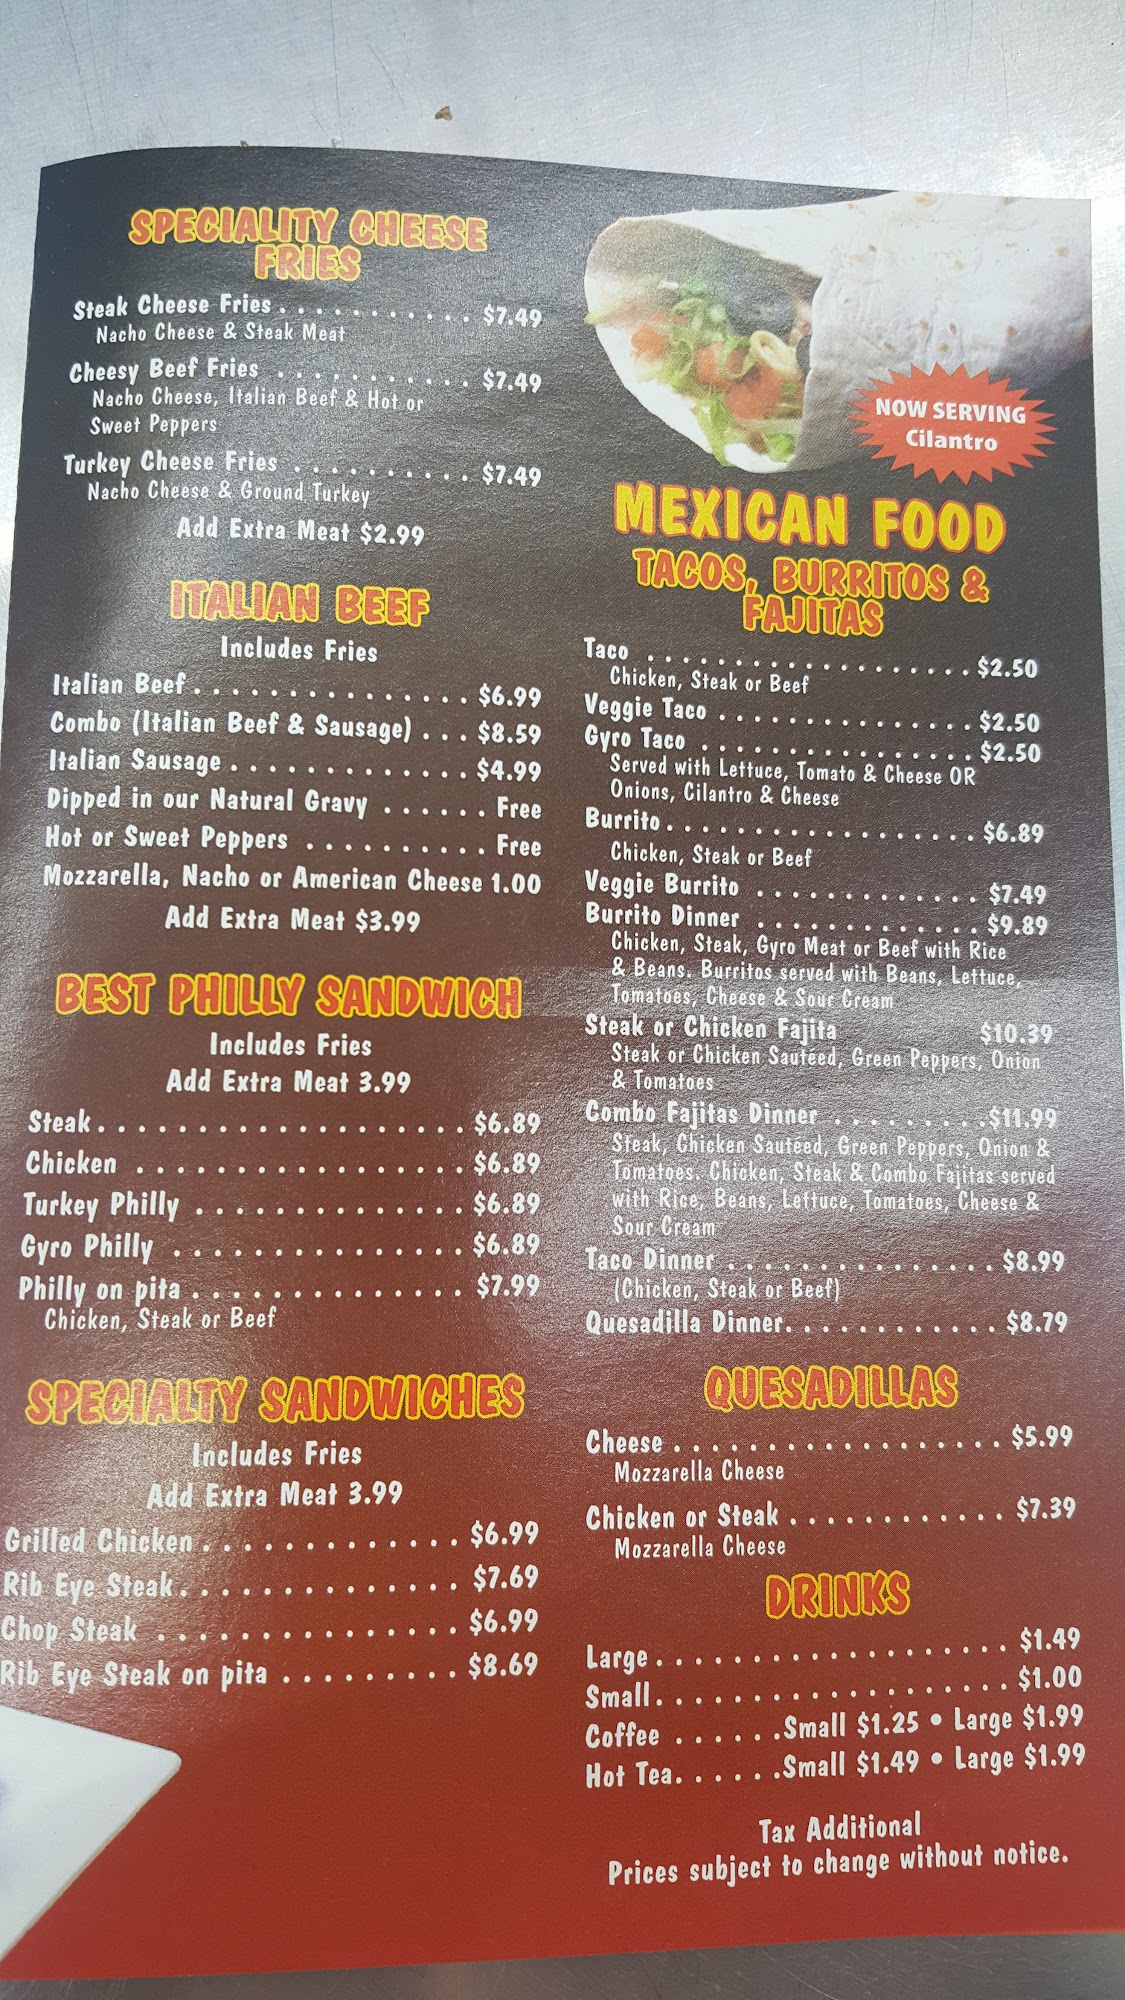 SPECIALITY CHEESE
FRIES
Steak Cheese Fries . . . . . . . . . . . $7.49
Nacho Cheese & Steak Meat
Cheesy Beef Fries . . . . . . . . . . . $7.49
Nacho Cheese, Italian Beef & Hot or
Sweet Peppers
Turkey Cheese Fries . . . . . . . . . . $7.49
Nacho Cheese & Ground Turkey
Add Extra Meat $2.99
ITALIAN BEEF
Includes Fries
Italian Beef . . . . . . . . . . . . . . . . $6.99
Combo (Italian Beef & Sausage) . . . $8.59
Italian Sausage . . . . . . . . . . . . . $4.99
Dipped in our Natural Gravy . . . . . . Free
Hot or Sweet Peppers . . . . . . . . . . Free
Mozzarella, Nacho or American Cheese 1.00
Add Extra Meat $3.99
BEST PHILLY SANDWICH
Includes Fries
Add Extra Meat 3.99
Steak . . . . . . . . . . . . . . . . . . . . $6.89
Chicken . . . . . . . . . . . . . . . . . . $6.89
Turkey Philly . . . . . . . . . . . . . . . $6.89
Gyro Philly . . . . . . . . . . . . . . . . $6.89
Philly on pita . . . . . . . . . . . . . . . $7.99
Chicken, Steak or Beef
SPECIALTY SANDWICHES
Includes Fries
Add Extra Meat 3.99
Grilled Chicken . . . . . . . . . . . . . . $6.99
Rib Eye Steak . . . . . . . . . . . . . . . $7.69
Chop Steak . . . . . . . . . . . . . . . . $6.99
Rib Eye Steak on pita . . . . . . . . . $8.69
NOW SERVING
Cilantro
MEXICAN FOOD
TACOS, BURRITOS &
FAJITAS
Taco . . . . . . . . . . . . . . . . . . . $2.50
Chicken, Steak or Beef
Veggie Taco . . . . . . . . . . . . . . . $2.50
Gyro Taco . . . . . . . . . . . . . . . . $2.50
Served with Lettuce, Tomato & Cheese OR
Onions, Cilantro & Cheese
Burrito . . . . . . . . . . . . . . . . . . $6.89
Chicken, Steak or Beef
Veggie Burrito . . . . . . . . . . . . . $7.49
Burrito Dinner . . . . . . . . . . . . . $9.89
Chicken, Steak, Gyro Meat or Beef with Rice
& Beans. Burritos served with Beans, Lettuce,
Tomatoes, Cheese & Sour Cream
Steak or Chicken Fajita $10.39
Steak or Chicken Sautéed, Green Peppers, Onion
& Tomatoes
Combo Fajitas Dinner . . . . . . . . . $11.99
Steak, Chicken Sauteed, Green Peppers, Onion &
Tomatoes. Chicken, Steak & Combo Fajitas served
with Rice, Beans, Lettuce, Tomatoes, Cheese &
Sour Cream
Taco Dinner . . . . . . . . . . . . . . . $8.99
(Chicken, Steak or Beef)
Quesadilla Dinner. . . . . . . . . . . . $8.79
QUESADILLAS
Cheese . . . . . . . . . . . . . . . . . . . $5.99
Mozzarella Cheese
Chicken or Steak . . . . . . . . . . . . $7.39
Mozzarella Cheese
DRINKS
Large . . . . . . . . . . . . . . . . . . . . $1.49
Small . . . . . . . . . . . . . . . . . . . . $1.00
Coffee . . . . . . Small $1.25 • Large $1.99
Hot Tea. . . . . . Small $1.49 • Large $1.99
Tax Additional
Prices subject to change without notice.